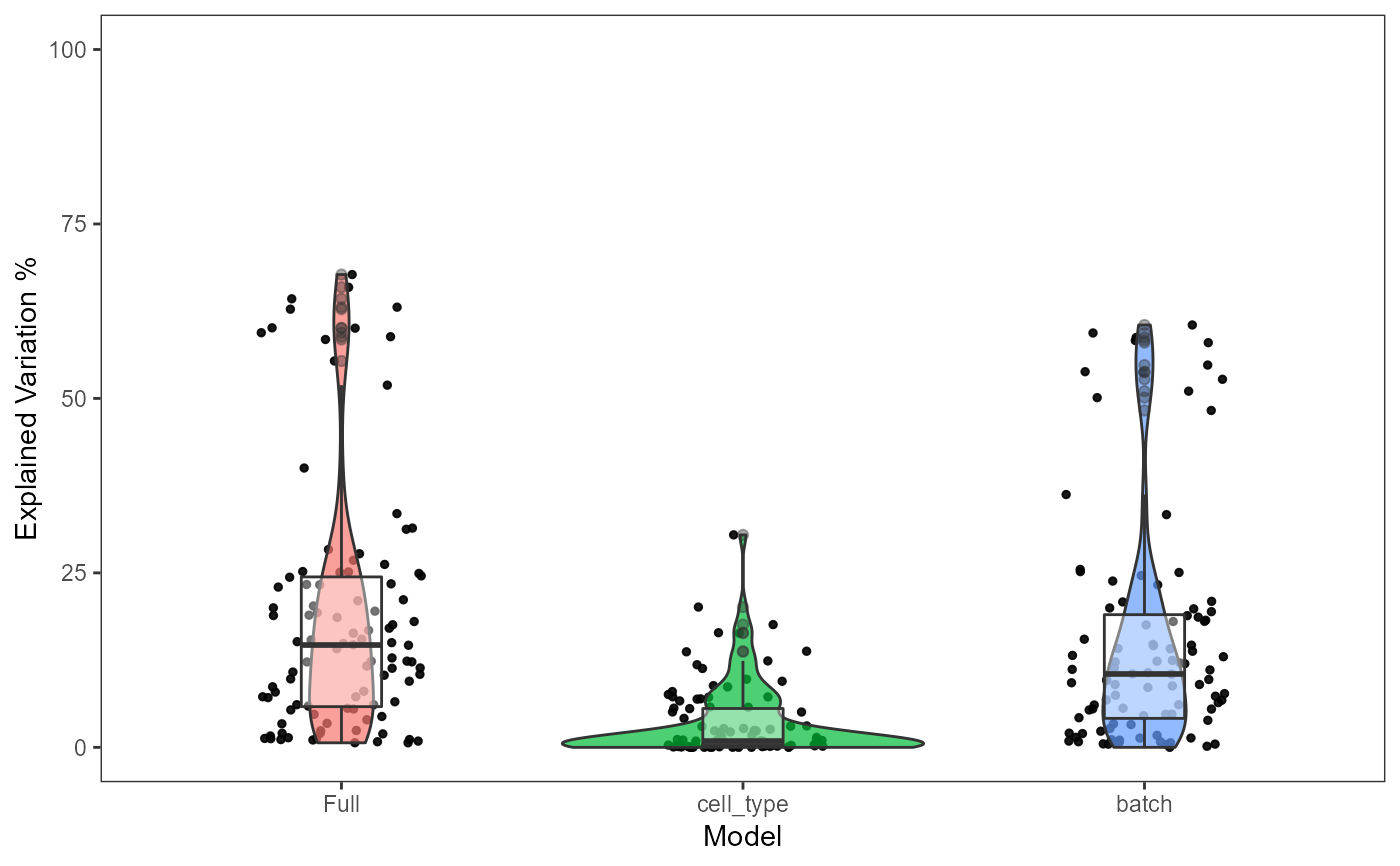 100
75
50
25
0
Explained Variation %
Full
cell_type
batch
Model